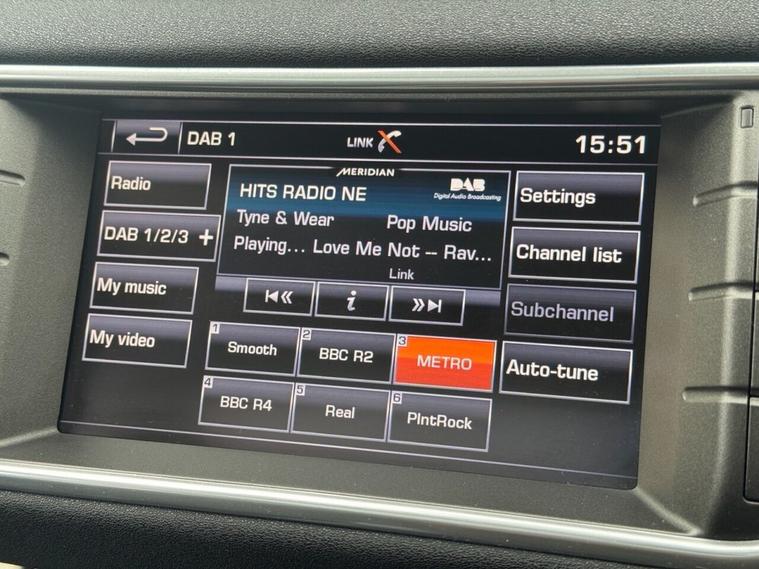 DAB 1
LINK
15:51
MERIDIAN
Radio
HITS RADIO NE
DAB
Digital Audio Broadcasting
Settings
Tyne & Wear
Pop Music
DAB 1/2/3 +
Playing... Love Me Not -- Rav...
Channel list
Link
My music
i
Subchannel
My video
1 Smooth
2 BBC R2
3 METRO
Auto-tune
4 BBC R4
5 Real
6 PlntRock